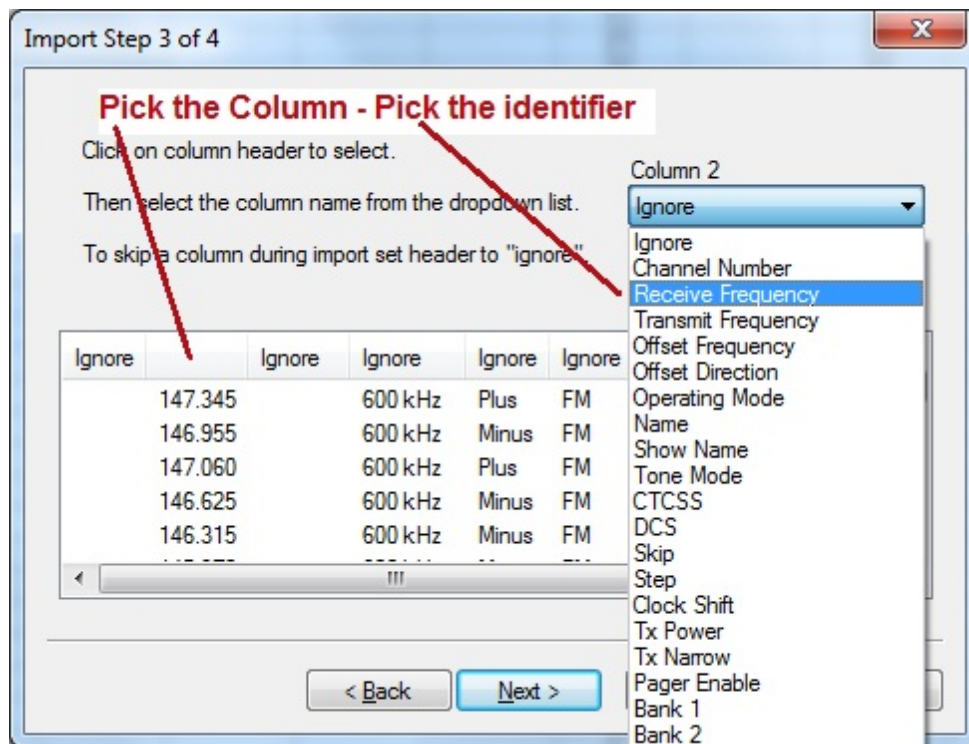 Import Step 3 of 4
Pick the Column - Pick the identifier
Click on column header to select.
Then select the column name from the dropdown list.
To skip a column during import set header to "ignore".
Column 2
Ignore
Ignore
Channel Number
Receive Frequency
Transmit Frequency
Offset Frequency
Offset Direction
Operating Mode
Name
Show Name
Tone Mode
CTCSS
DCS
Skip
Step
Clock Shift
Tx Power
Tx Narrow
Pager Enable
Bank 1
Bank 2
Ignore Ignore Ignore Ignore Ignore
147.345 600 kHz Plus FM
146.955 600 kHz Minus FM
147.060 600 kHz Plus FM
146.625 600 kHz Minus FM
146.315 600 kHz Minus FM
< Back Next >